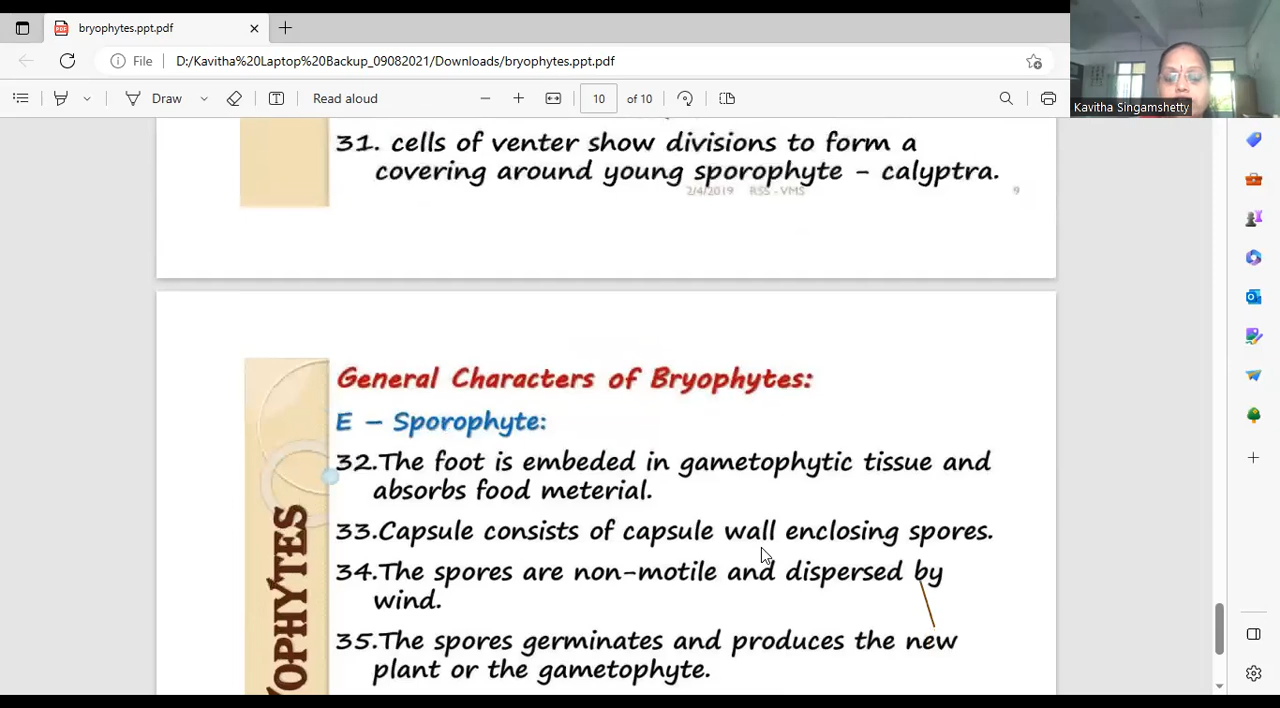 bryophytes.ppt.pdf
File
D:/Kavitha%20Laptop%20Backup_09082021/Downloads/bryophytes.ppt.pdf
Kavitha Singamshetty
Draw
Read aloud
10
of 10
31. cells of venter show divisions to form a
covering around young sporophyte - calyptra.
2/4/2019 RSS - VMS
9
General Characters of Bryophytes:
E - Sporophyte:
32.The foot is embeded in gametophytic tissue and
absorbs food meterial.
33.Capsule consists of capsule wall enclosing spores.
34.The spores are non-motile and dispersed by
wind.
35.The spores germinates and produces the new
plant or the gametophyte.
YOPHYTES